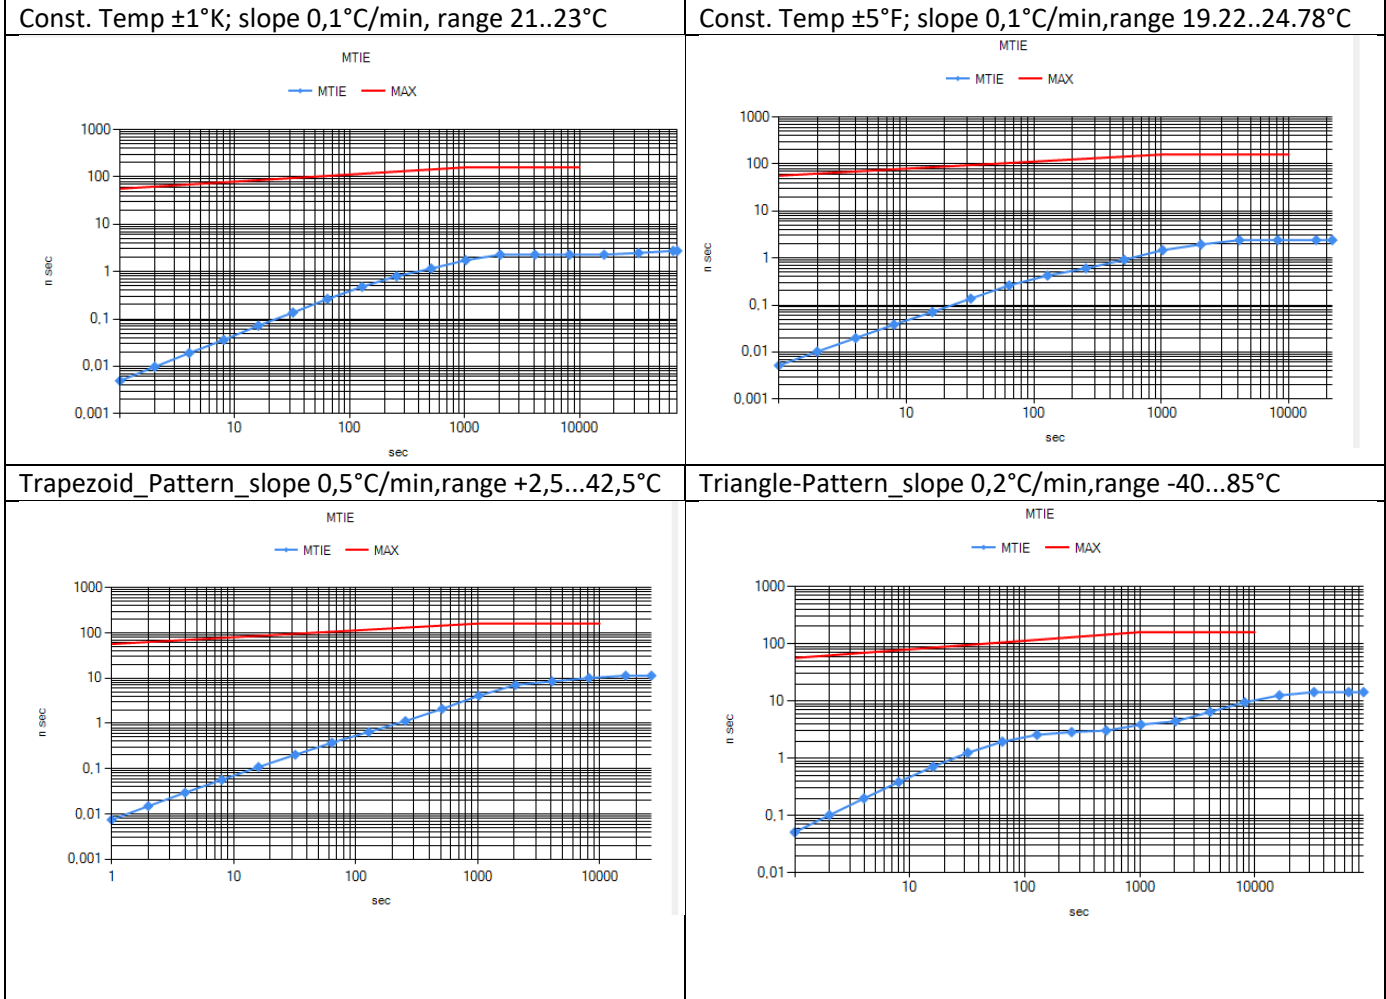 Const. Temp ±1°K; slope 0,1°C/min, range 21..23°C
MTIE
MTIE MAX
1000
100
10
1
0,1
0,01
0,001
n sec
10 100 1000 10000
sec
Const. Temp ±5°F; slope 0,1°C/min,range 19.22..24.78°C
MTIE
MTIE MAX
1000
100
10
1
0,1
0,01
0,001
n sec
10 100 1000 10000
sec
Trapezoid_Pattern_slope 0,5°C/min,range +2,5...42,5°C
MTIE
MTIE MAX
1000
100
10
1
0,1
0,01
0,001
n sec
1 10 100 1000 10000
sec
Triangle-Pattern_slope 0,2°C/min,range -40...85°C
MTIE
MTIE MAX
1000
100
10
1
0,1
0,01
n sec
10 100 1000 10000
sec